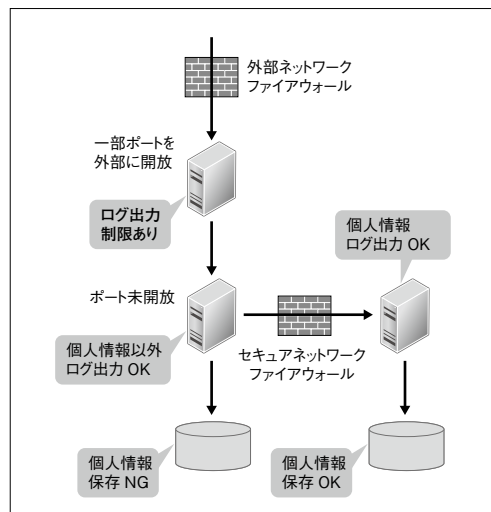 外部ネットワーク
ファイアウォール
一部ポートを
外部に開放
ログ出力
制限あり
個人情報
ログ出力 OK
ポート未開放
個人情報以外
ログ出力 OK
セキュアネットワーク
ファイアウォール
個人情報
保存 NG
個人情報
保存 OK